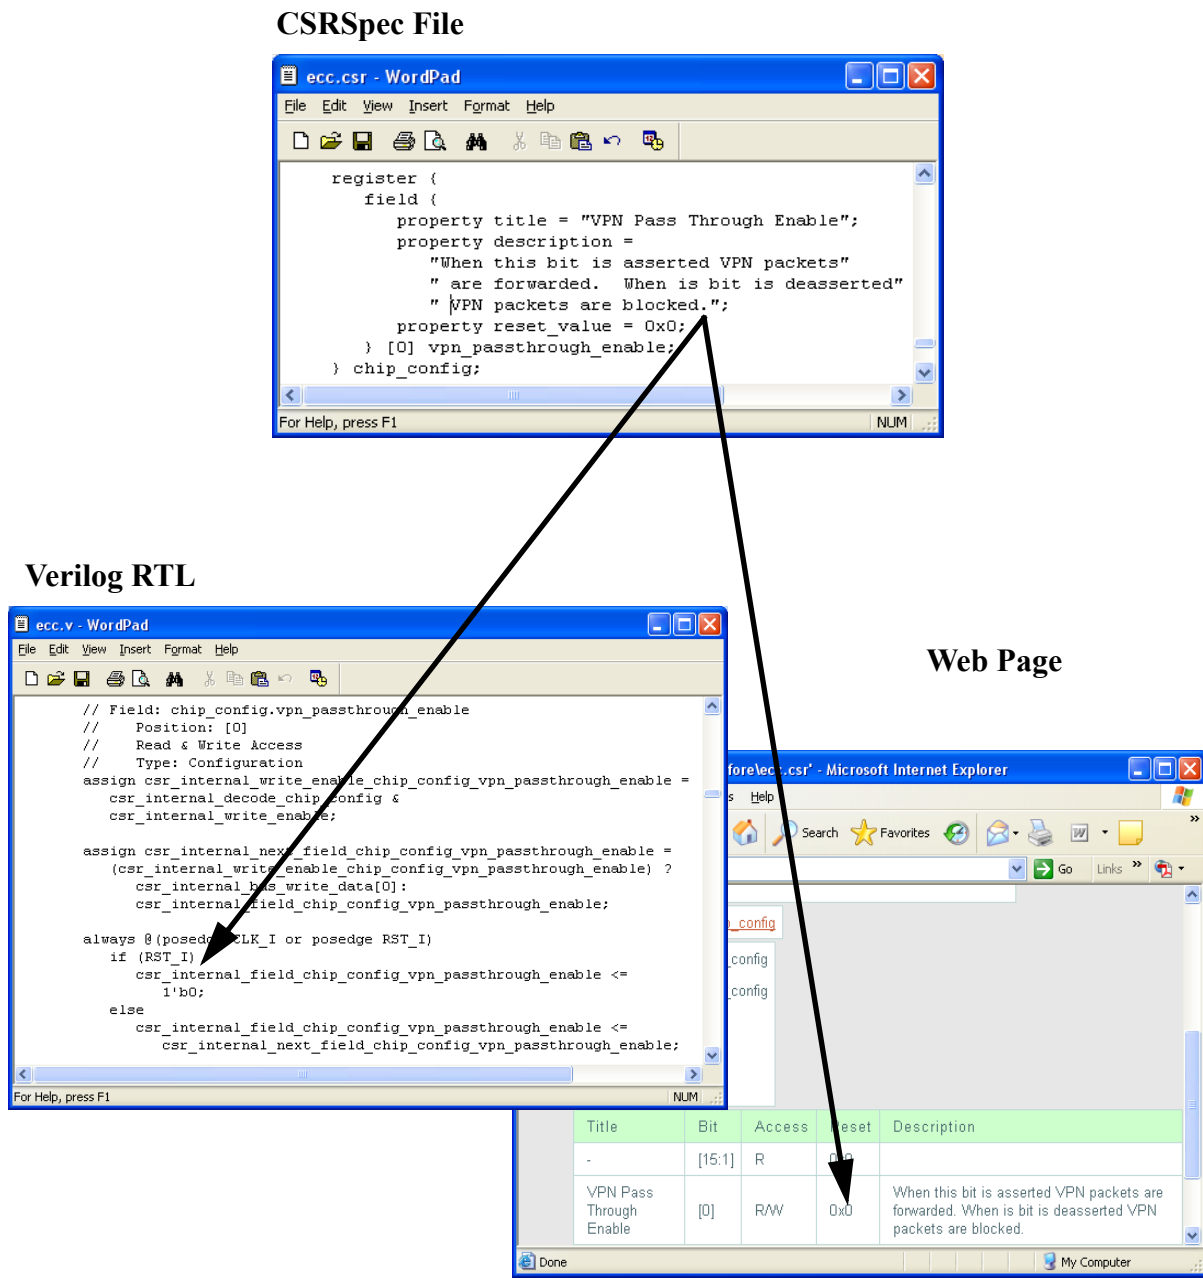 CSRSpec File
ecc.csr - WordPad
File Edit View Insert Format Help
register {
field {
property title = "VPN Pass Through Enable";
property description =
"When this bit is asserted VPN packets"
" are forwarded.  When is bit is deasserted"
" VPN packets are blocked.";
property reset_value = 0x0;
} [0] vpn_passthrough_enable;
} chip_config;
For Help, press F1 NUM
Verilog RTL
ecc.v - WordPad
File Edit View Insert Format Help
// Field: chip_config.vpn_passthrough_enable
// Position: [0]
// Read & Write Access
// Type: Configuration
assign csr_internal_write_enable_chip_config_vpn_passthrough_enable =
csr_internal_decode_chip_config &
csr_internal_write_enable;
assign csr_internal_next_field_chip_config_vpn_passthrough_enable =
(csr_internal_write_enable_chip_config_vpn_passthrough_enable) ?
csr_internal_bus_write_data[0]:
csr_internal_field_chip_config_vpn_passthrough_enable;
always @(posedge CLK_I or posedge RST_I)
if (RST_I)
csr_internal_field_chip_config_vpn_passthrough_enable <=
1'b0;
else
csr_internal_field_chip_config_vpn_passthrough_enable <=
csr_internal_next_field_chip_config_vpn_passthrough_enable;
For Help, press F1 NUM
Web Page
fore\ecc.csr' - Microsoft Internet Explorer
s Help
Search Favorites
Go Links »
_config
_config
_config
Title Bit Access Reset Description
- [15:1] R 0x0
VPN Pass Through Enable [0] R/W 0x0 When this bit is asserted VPN packets are
forwarded. When is bit is deasserted VPN
packets are blocked.
Done My Computer